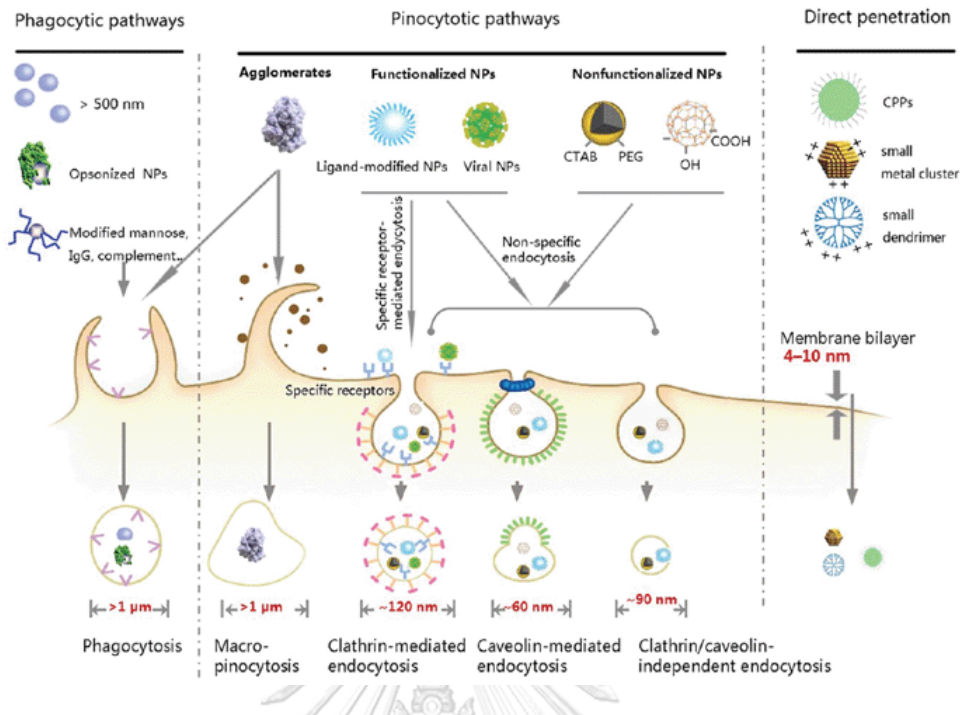 Phagocytic pathways
> 500 nm
Opsonized NPs
Modified mannose,
IgG, complement..
Pinocytotic pathways
Agglomerates
Functionalized NPs
Nonfunctionalized NPs
Ligand-modified NPs
Viral NPs
CTAB
PEG
OH
COOH
Specific receptor-
mediated endycytosis
Non-specific
endocytosis
Specific receptors
Direct penetration
CPPs
++
small
metal cluster
++
small
dendrimer
++
Membrane bilayer
4–10 nm
>1 µm
>1 µm
~120 nm
~60 nm
~90 nm
Phagocytosis
Macro-
pinocytosis
Clathrin-mediated
endocytosis
Caveolin-mediated
endocytosis
Clathrin/caveolin-
independent endocytosis